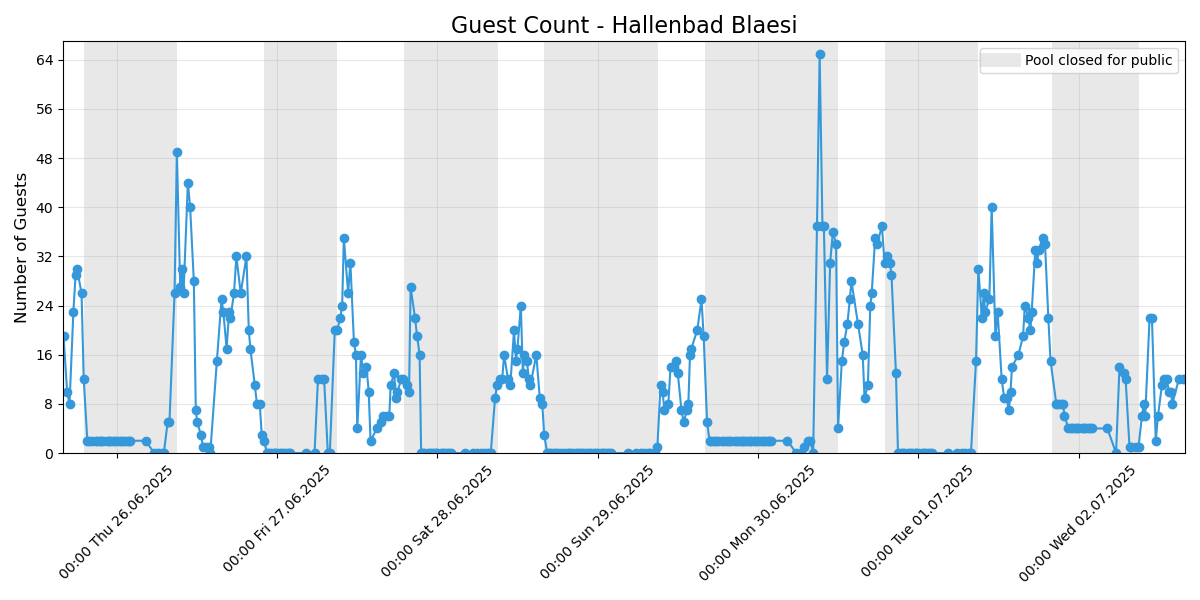 Guest Count - Hallenbad Blaesi
Pool closed for public
Number of Guests
64
56
48
40
32
24
16
8
0
00:00 Thu 26.06.2025
00:00 Fri 27.06.2025
00:00 Sat 28.06.2025
00:00 Sun 29.06.2025
00:00 Mon 30.06.2025
00:00 Tue 01.07.2025
00:00 Wed 02.07.2025